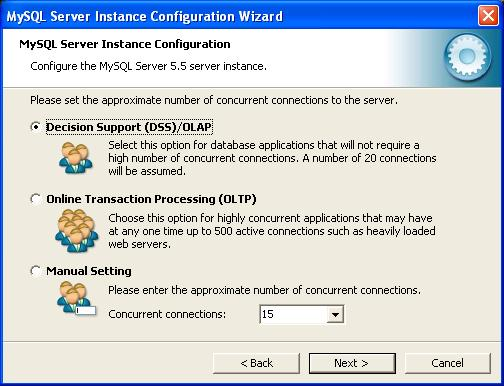 MySQL Server Instance Configuration Wizard
MySQL Server Instance Configuration
Configure the MySQL Server 5.5 server instance.
Please set the approximate number of concurrent connections to the server.
Decision Support (DSS)/OLAP
Select this option for database applications that will not require a
high number of concurrent connections. A number of 20 connections
will be assumed.
Online Transaction Processing (OLTP)
Choose this option for highly concurrent applications that may have
at any one time up to 500 active connections such as heavily loaded
web servers.
Manual Setting
Please enter the approximate number of concurrent connections.
Concurrent connections: 15
< Back Next > Cancel